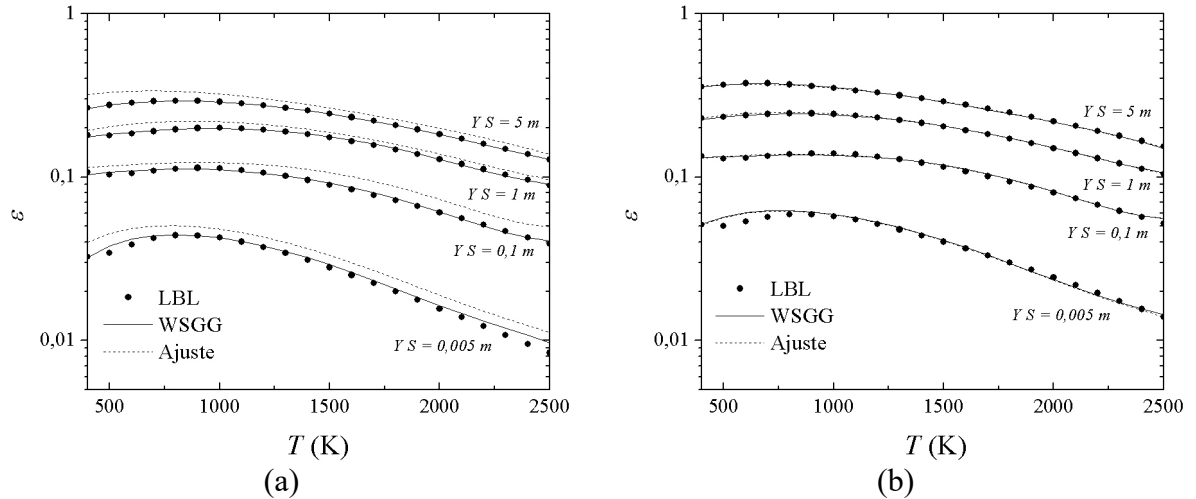 1
0,1
0,01
ε
Y S = 5 m
Y S = 1 m
Y S = 0,1 m
Y S = 0,005 m
LBL
WSGG
Ajuste
500
1000
1500
2000
2500
T (K)
(a)
1
0,1
0,01
ε
Y S = 5 m
Y S = 1 m
Y S = 0,1 m
Y S = 0,005 m
LBL
WSGG
Ajuste
500
1000
1500
2000
2500
T (K)
(b)